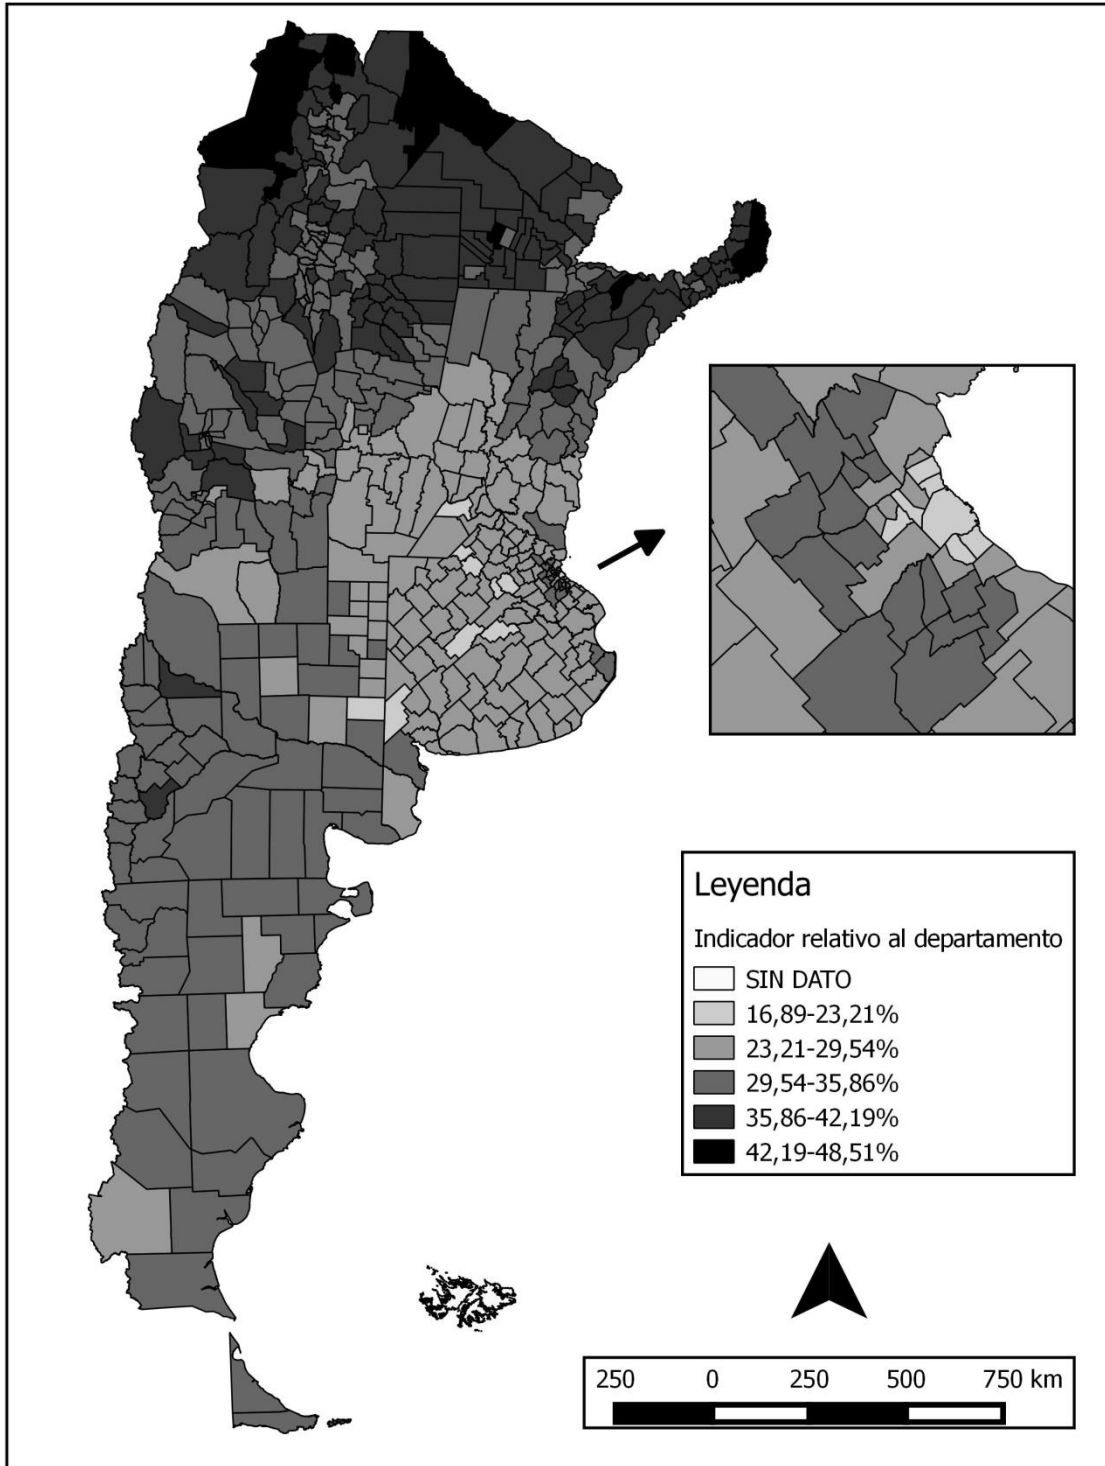 Leyenda
Indicador relativo al departamento
SIN DATO
16,89-23,21%
23,21-29,54%
29,54-35,86%
35,86-42,19%
42,19-48,51%
250 0 250 500 750 km